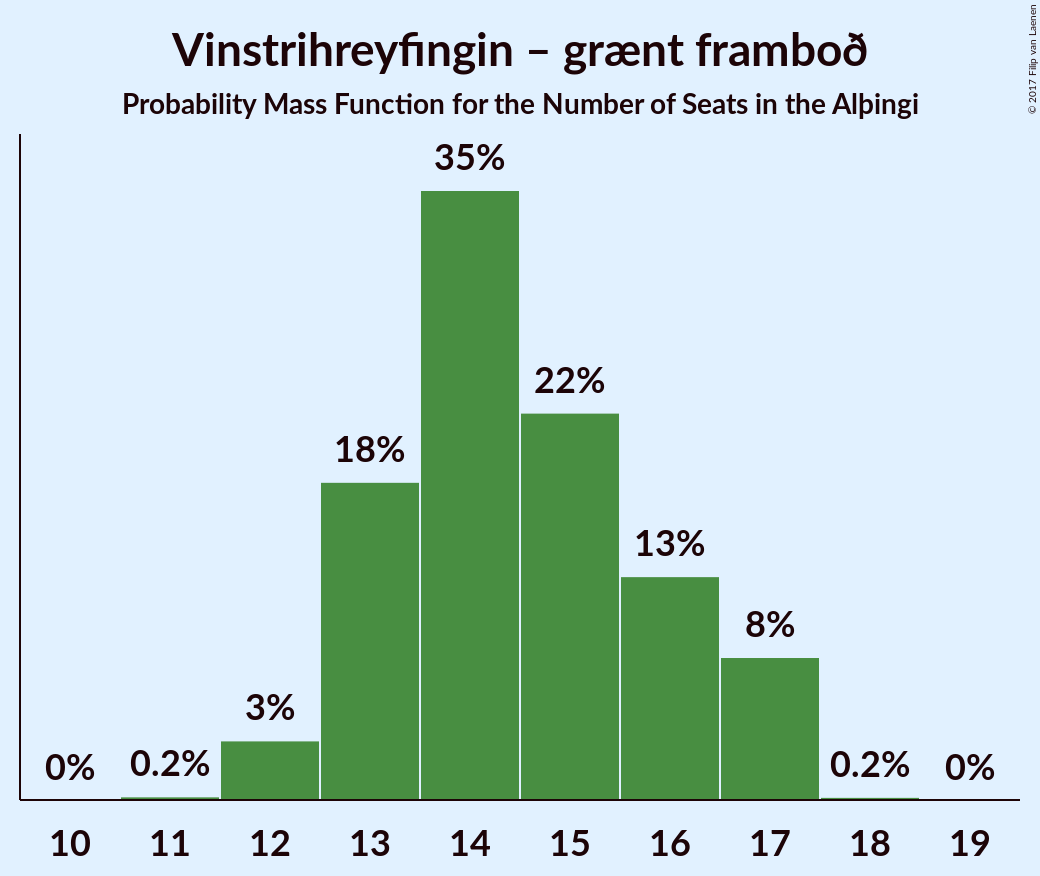 Vinstrihreyfingin – grænt framboð
Probability Mass Function for the Number of Seats in the Alþingi
© 2017 Filip van Laenen
0%
0.2%
3%
18%
35%
22%
13%
8%
0.2%
0%
10 11 12 13 14 15 16 17 18 19